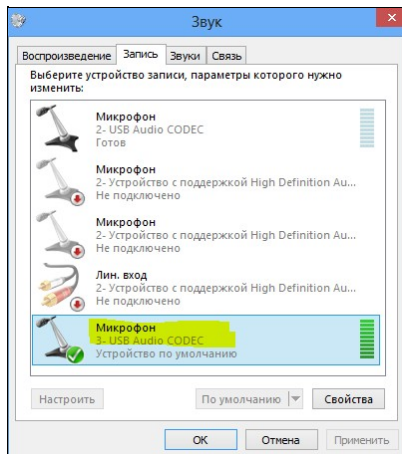 Звук
Воспроизведение Запись Звуки Связь
Выберите устройство записи, параметры которого нужно
изменить:
Микрофон
2- USB Audio CODEC
Готов
Микрофон
2- Устройство с поддержкой High Definition Au...
Не подключено
Микрофон
2- Устройство с поддержкой High Definition Au...
Не подключено
Лин. вход
2- Устройство с поддержкой High Definition Au...
Не подключено
Микрофон
3- USB Audio CODEC
Устройство по умолчанию
Настроить По умолчанию Свойства
ОК Отмена Применить